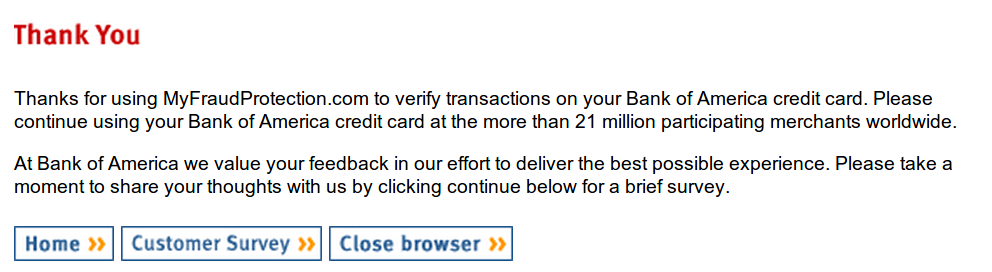 Thank You
Thanks for using MyFraudProtection.com to verify transactions on your Bank of America credit card. Please
continue using your Bank of America credit card at the more than 21 million participating merchants worldwide.
At Bank of America we value your feedback in our effort to deliver the best possible experience. Please take a
moment to share your thoughts with us by clicking continue below for a brief survey.
Home >> Customer Survey >> Close browser >>